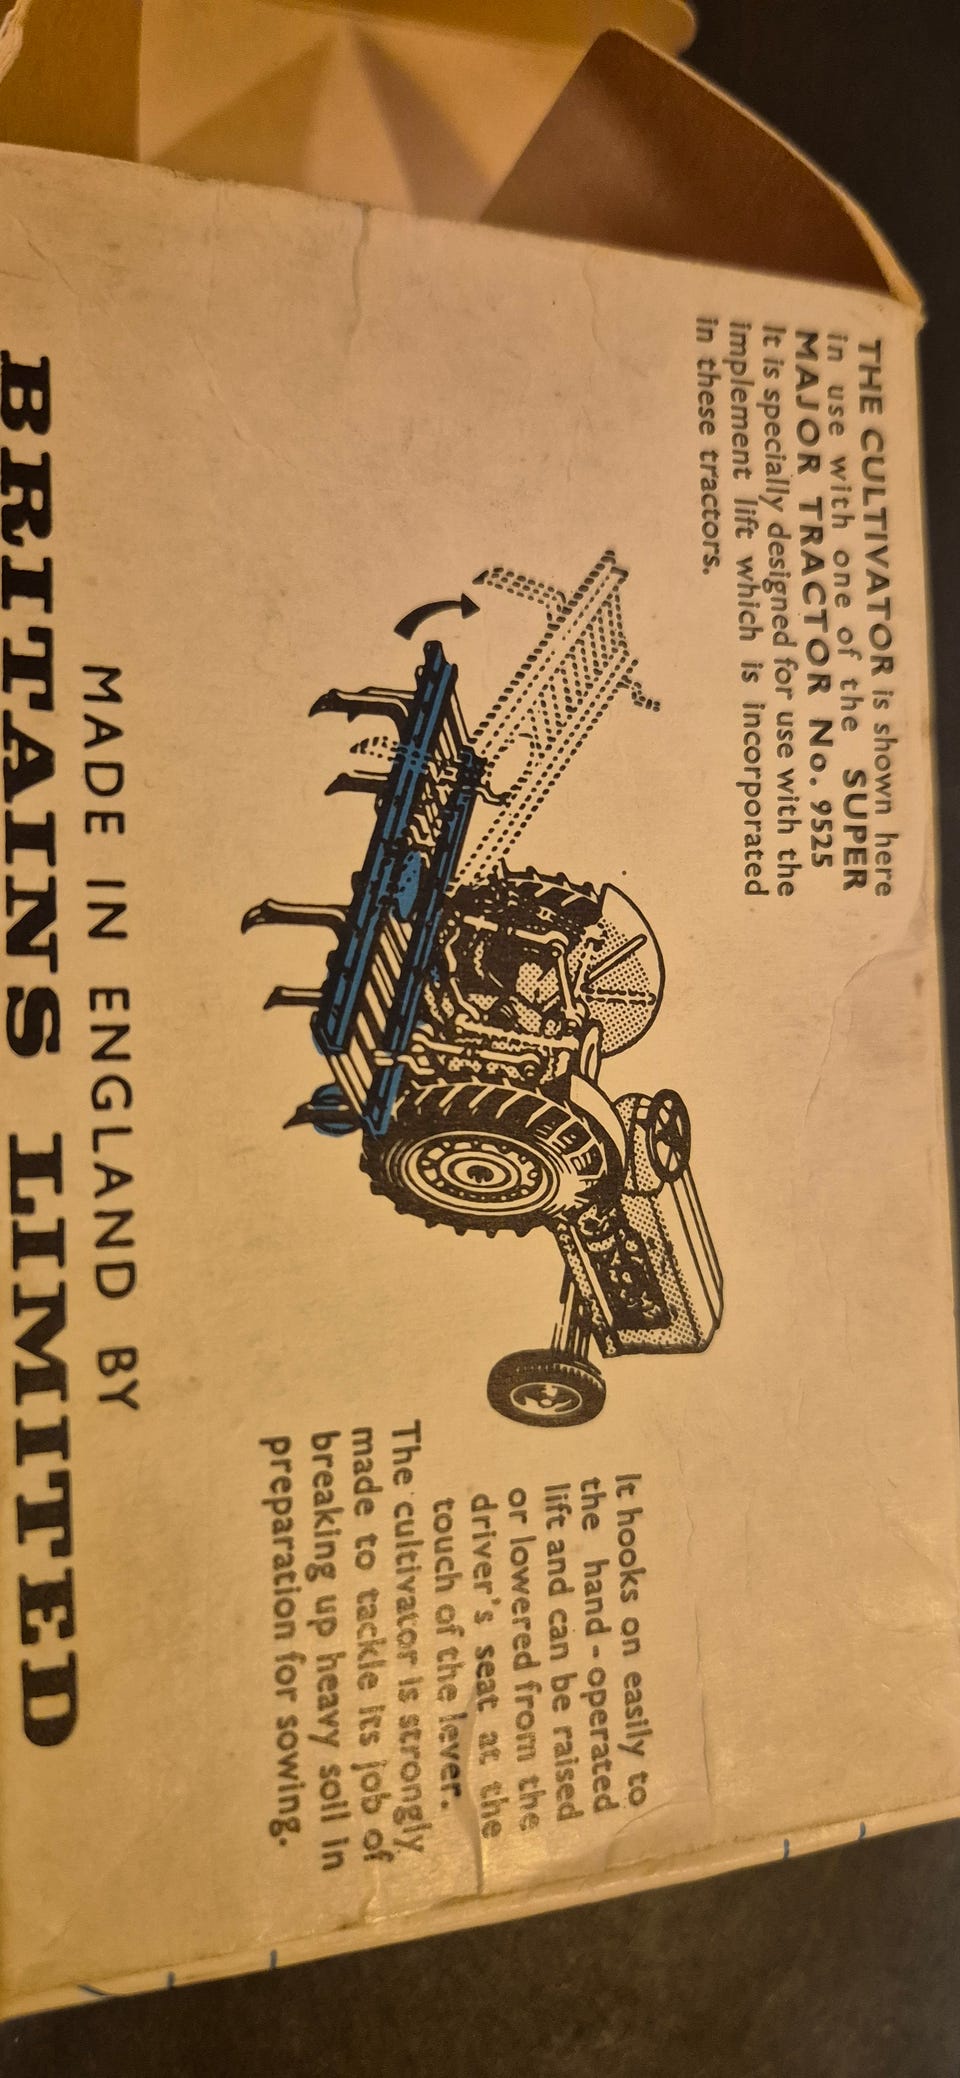 THE CULTIVATOR is shown here
in use with one of the SUPER
MAJOR TRACTOR No. 9525
It is specially designed for use with the
implement lift which is incorporated
in these tractors.
It hooks on easily to
the hand-operated
lift and can be raised
or lowered from the
driver's seat at the
touch of the lever.
The cultivator is strongly
made to tackle its job of
breaking up heavy soil in
preparation for sowing.
MADE IN ENGLAND BY
BRITAINS LIMITED